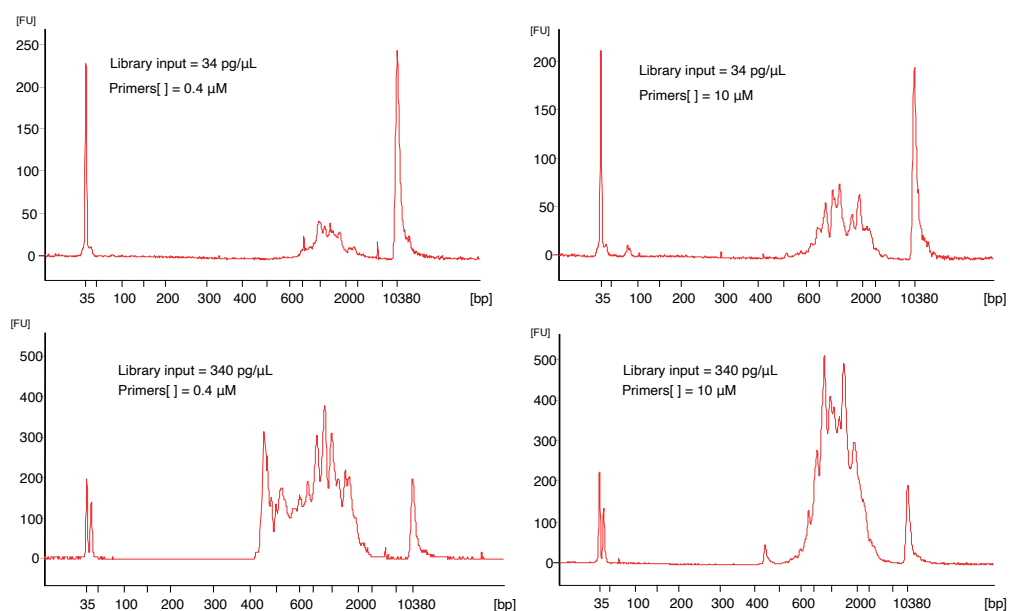 [FU]
250
200
150
100
50
0
Library input = 34 pg/µL
Primers[ ] = 0.4 µM
35 100 200 300 400 600 2000 10380 [bp]
[FU]
200
150
100
50
0
Library input = 34 pg/µL
Primers[ ] = 10 µM
35 100 200 300 400 600 2000 10380 [bp]
[FU]
500
400
300
200
100
0
Library input = 340 pg/µL
Primers[ ] = 0.4 µM
35 100 200 300 400 600 2000 10380 [bp]
[FU]
500
400
300
200
100
0
Library input = 340 pg/µL
Primers[ ] = 10 µM
35 100 200 300 400 600 2000 10380 [bp]